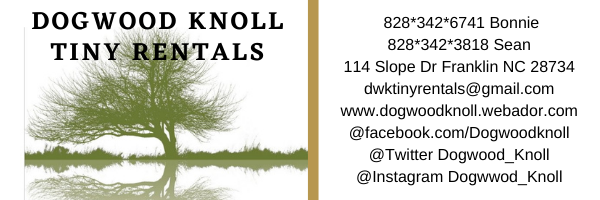 DOGWOOD KNOLL
TINY RENTALS
828*342*6741 Bonnie
828*342*3818 Sean
114 Slope Dr Franklin NC 28734
dwktinyrentals@gmail.com
www.dogwoodknoll.webador.com
@facebook.com/Dogwoodknoll
@Twitter Dogwood_Knoll
@Instagram Dogwwod_Knoll